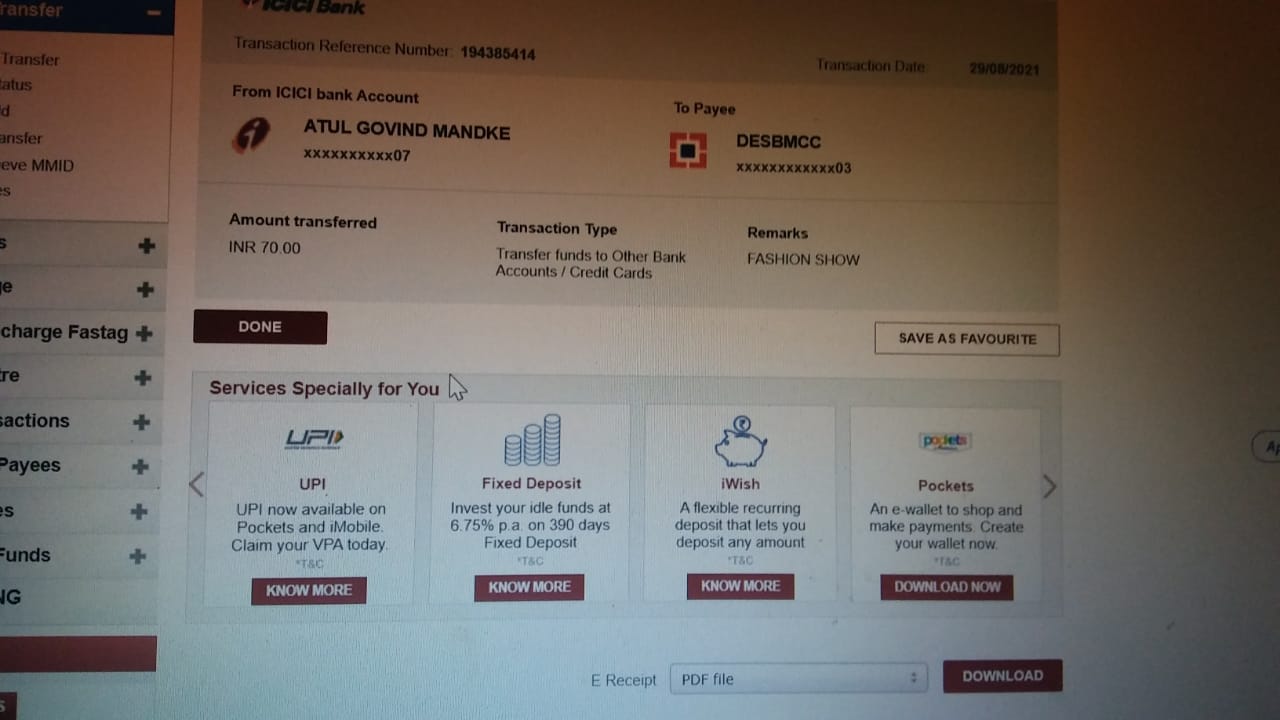 ransfer
ICICI Bank
Transaction Reference Number: 194385414
Transaction Date: 29/08/2021
Transfer
tatus
d
ansfer
eve MMID
es
From ICICI bank Account
ATUL GOVIND MANDKE
xxxxxxxxxx07
To Payee
DESBMCC
xxxxxxxxxxxx03
Amount transferred
INR 70.00
Transaction Type
Transfer funds to Other Bank
Accounts / Credit Cards
Remarks
FASHION SHOW
s
ge
charge Fastag
tre
sactions
Payees
es
Funds
NG
S
DONE
SAVE AS FAVOURITE
Services Specially for You
UPI
UPI
UPI now available on
Pockets and iMobile.
Claim your VPA today.
*T&C
KNOW MORE
Fixed Deposit
Invest your idle funds at
6.75% p.a. on 390 days
Fixed Deposit
*T&C
KNOW MORE
iWish
A flexible recurring
deposit that lets you
deposit any amount
*T&C
KNOW MORE
pockets
Pockets
An e-wallet to shop and
make payments. Create
your wallet now.
*T&C
DOWNLOAD NOW
Ap
E Receipt
PDF file
DOWNLOAD